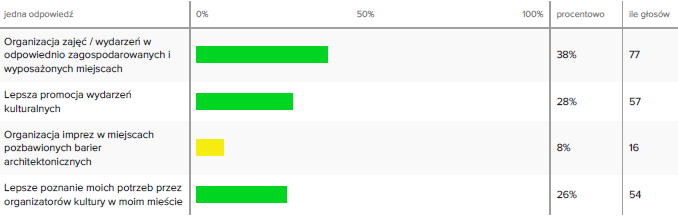 jedna odpowiedź 0% 50% 100% procentowo ile głosów
Organizacja zajęć / wydarzeń w
odpowiednio zagospodarowanych i
wyposażonych miejscach
38% 77
Lepsza promocja wydarzeń
kulturalnych
28% 57
Organizacja imprez w miejscach
pozbawionych barier
architektonicznych
8% 16
Lepsze poznanie moich potrzeb przez
organizatorów kultury w moim mieście
26% 54